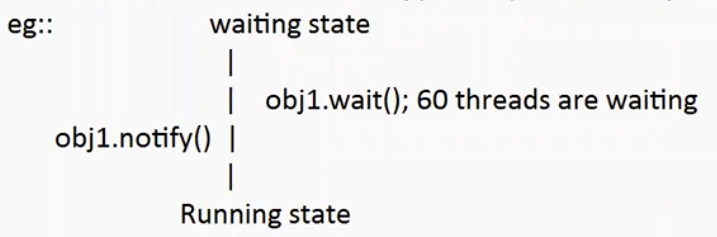 eg:: waiting state
|
| obj1.wait(); 60 threads are waiting
obj1.notify() |
|
Running state